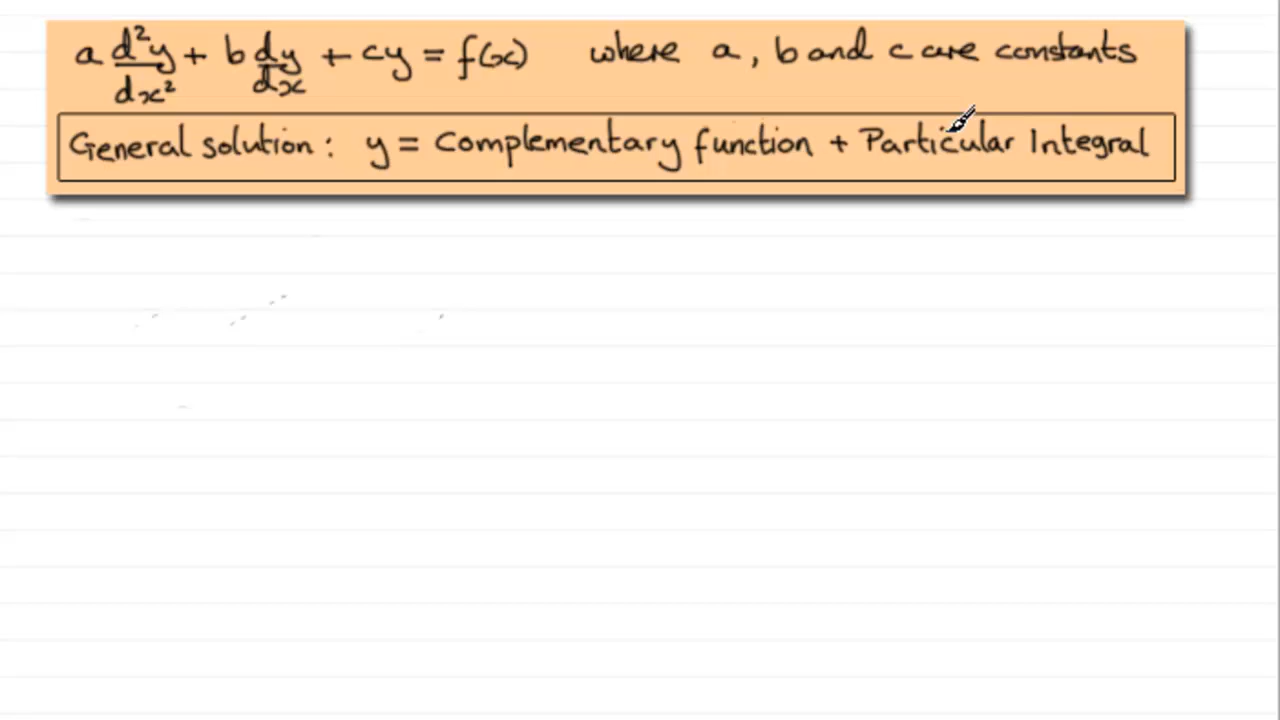 a d²y/dx² + b dy/dx + cy = f(x) where a, b and c are constants
General solution: y = Complementary function + Particular Integral